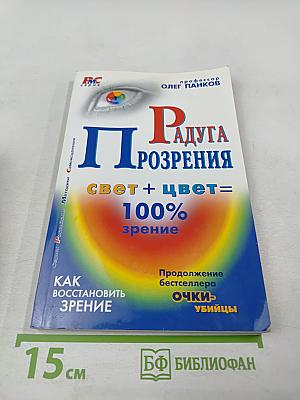 РМС
профессор
ОЛЕГ ПАНКОВ
РАДУГА
ПРОЗРЕНИЯ
свет + цвет =
100%
зрение
КАК
ВОССТАНОВИТЬ
ЗРЕНИЕ
Продолжение
бестселлера
ОЧКИ-
УБИЙЦЫ
15 см
БФ БИБЛИОФАН